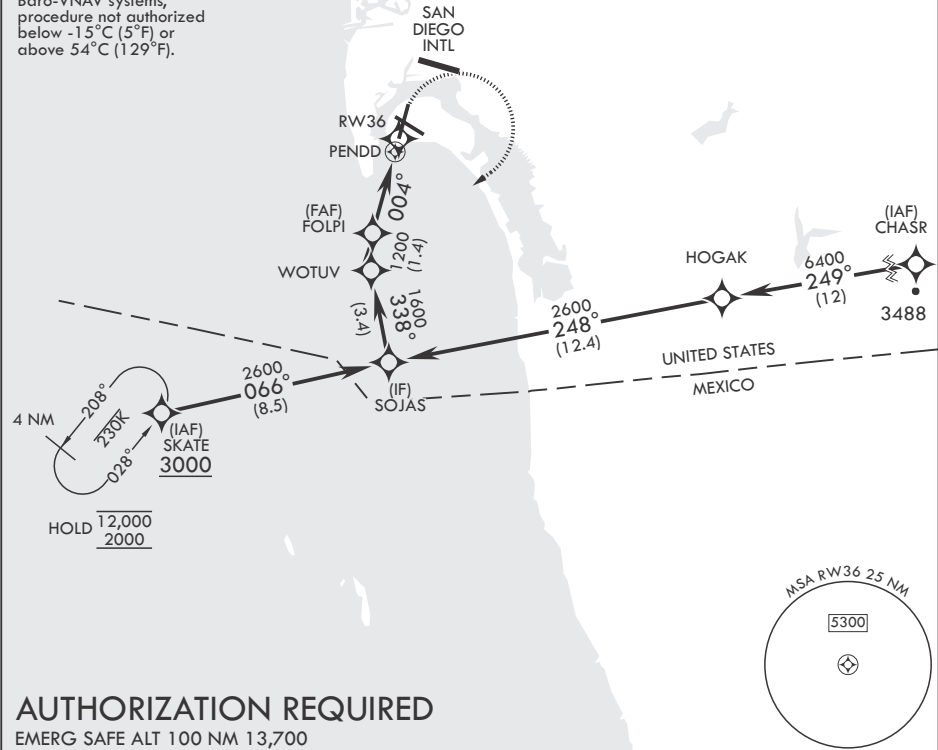 Baro-VNAV systems,
procedure not authorized
below -15°C (5°F) or
above 54°C (129°F).
SAN
DIEGO
INTL
RW36
PENDD
004°
(FAF)
FOLPI
1200
(1.4)
WOTUV
1600
338°
(3.4)
(IAF)
CHASR
HOGAK
6400
249°
(12)
3488
2600
248°
(12.4)
UNITED STATES
MEXICO
(IF)
SOJAS
2600
066°
(8.5)
208°
230K
028°
4 NM
(IAF)
SKATE
3000
HOLD 12,000
2000
MSA RW36 25 NM
5300
AUTHORIZATION REQUIRED
EMERG SAFE ALT 100 NM 13,700